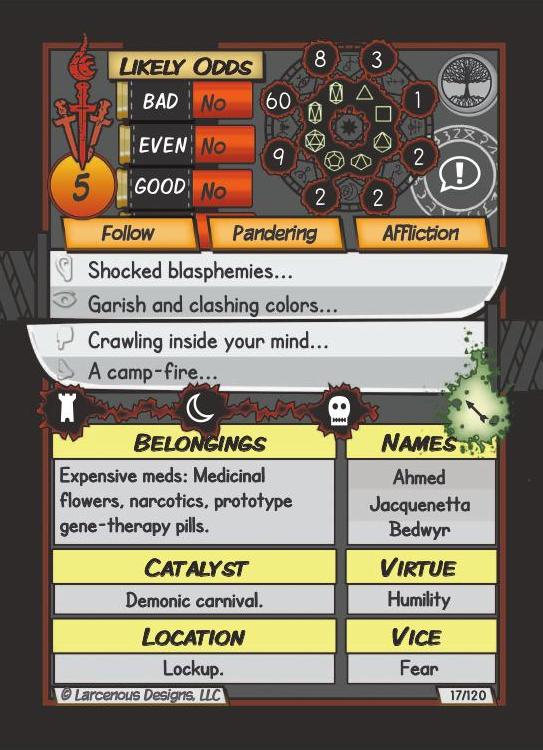 LIKELY ODDS
BAD No
EVEN No
GOOD No
5
8 3
60 1
9 2
2 2
Follow Pandering Affliction
Shocked blasphemies...
Garish and clashing colors...
Crawling inside your mind...
A camp-fire...
BELONGINGS
Expensive meds: Medicinal
flowers, narcotics, prototype
gene-therapy pills.
NAMES
Ahmed
Jacquenetta
Bedwyr
CATALYST
Demonic carnival.
VIRTUE
Humility
LOCATION
Lockup.
VICE
Fear
© Larcenous Designs, LLC
17/120